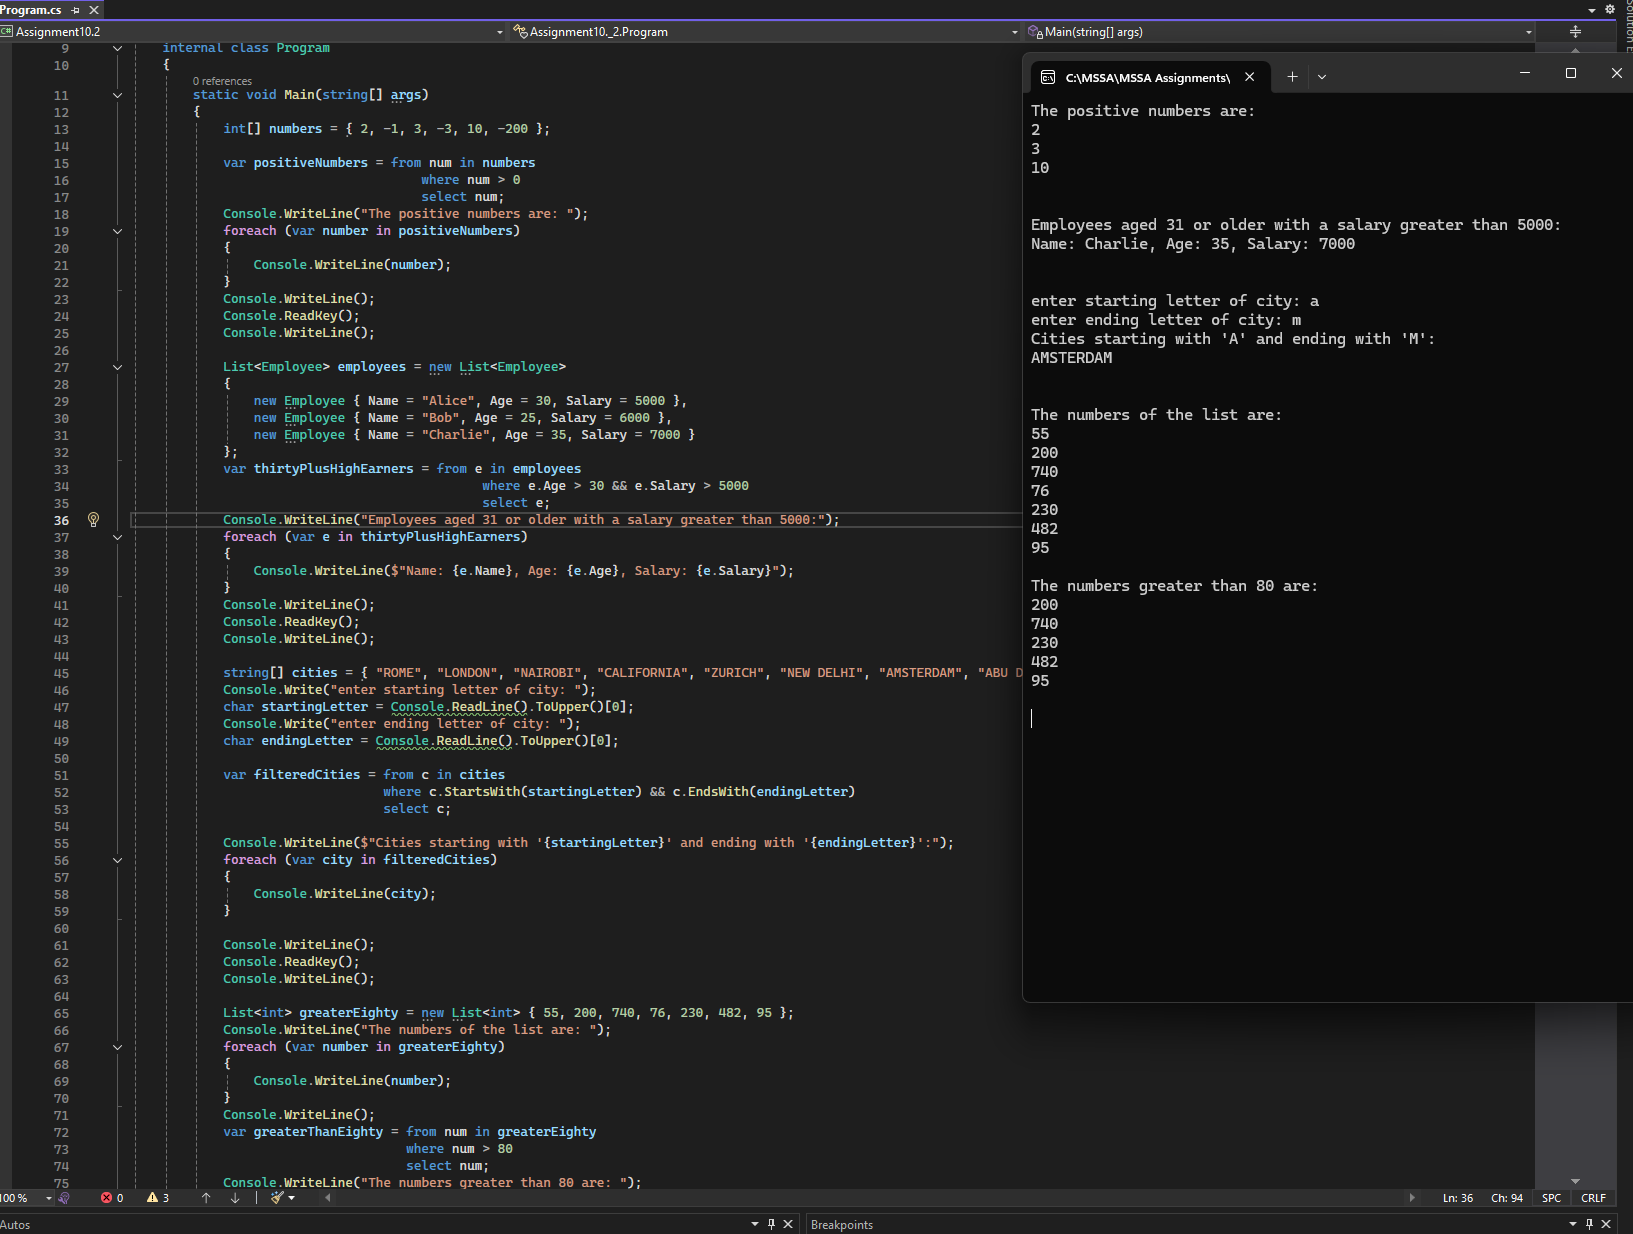 Program.cs
Assignment10.2
Assignment10._2.Program
Main(string[] args)
9 internal class Program
10 {
0 references
11 static void Main(string[] args)
12 {
13 int[] numbers = { 2, -1, 3, -3, 10, -200 };
14
15 var positiveNumbers = from num in numbers
16 where num > 0
17 select num;
18 Console.WriteLine("The positive numbers are: ");
19 foreach (var number in positiveNumbers)
20 {
21 Console.WriteLine(number);
22 }
23 Console.WriteLine();
24 Console.ReadKey();
25 Console.WriteLine();
26
27 List<Employee> employees = new List<Employee>
28 {
29 new Employee { Name = "Alice", Age = 30, Salary = 5000 },
30 new Employee { Name = "Bob", Age = 25, Salary = 6000 },
31 new Employee { Name = "Charlie", Age = 35, Salary = 7000 }
32 };
33 var thirtyPlusHighEarners = from e in employees
34 where e.Age > 30 && e.Salary > 5000
35 select e;
36 Console.WriteLine("Employees aged 31 or older with a salary greater than 5000:");
37 foreach (var e in thirtyPlusHighEarners)
38 {
39 Console.WriteLine($"Name: {e.Name}, Age: {e.Age}, Salary: {e.Salary}");
40 }
41 Console.WriteLine();
42 Console.ReadKey();
43 Console.WriteLine();
44
45 string[] cities = { "ROME", "LONDON", "NAIROBI", "CALIFORNIA", "ZURICH", "NEW DELHI", "AMSTERDAM", "ABU D
46 Console.Write("enter starting letter of city: ");
47 char startingLetter = Console.ReadLine().ToUpper()[0];
48 Console.Write("enter ending letter of city: ");
49 char endingLetter = Console.ReadLine().ToUpper()[0];
50
51 var filteredCities = from c in cities
52 where c.StartsWith(startingLetter) && c.EndsWith(endingLetter)
53 select c;
54
55 Console.WriteLine($"Cities starting with '{startingLetter}' and ending with '{endingLetter}':");
56 foreach (var city in filteredCities)
57 {
58 Console.WriteLine(city);
59 }
60
61 Console.WriteLine();
62 Console.ReadKey();
63 Console.WriteLine();
64
65 List<int> greaterEighty = new List<int> { 55, 200, 740, 76, 230, 482, 95 };
66 Console.WriteLine("The numbers of the list are: ");
67 foreach (var number in greaterEighty)
68 {
69 Console.WriteLine(number);
70 }
71 Console.WriteLine();
72 var greaterThanEighty = from num in greaterEighty
73 where num > 80
74 select num;
75 Console.WriteLine("The numbers greater than 80 are: ");
C:\MSSA\MSSA Assignments\
The positive numbers are:
2
3
10
Employees aged 31 or older with a salary greater than 5000:
Name: Charlie, Age: 35, Salary: 7000
enter starting letter of city: a
enter ending letter of city: m
Cities starting with 'A' and ending with 'M':
AMSTERDAM
The numbers of the list are:
55
200
740
76
230
482
95
The numbers greater than 80 are:
200
740
230
482
95
Solution E
100 %
0
3
Ln: 36
Ch: 94
SPC
CRLF
Autos
Breakpoints